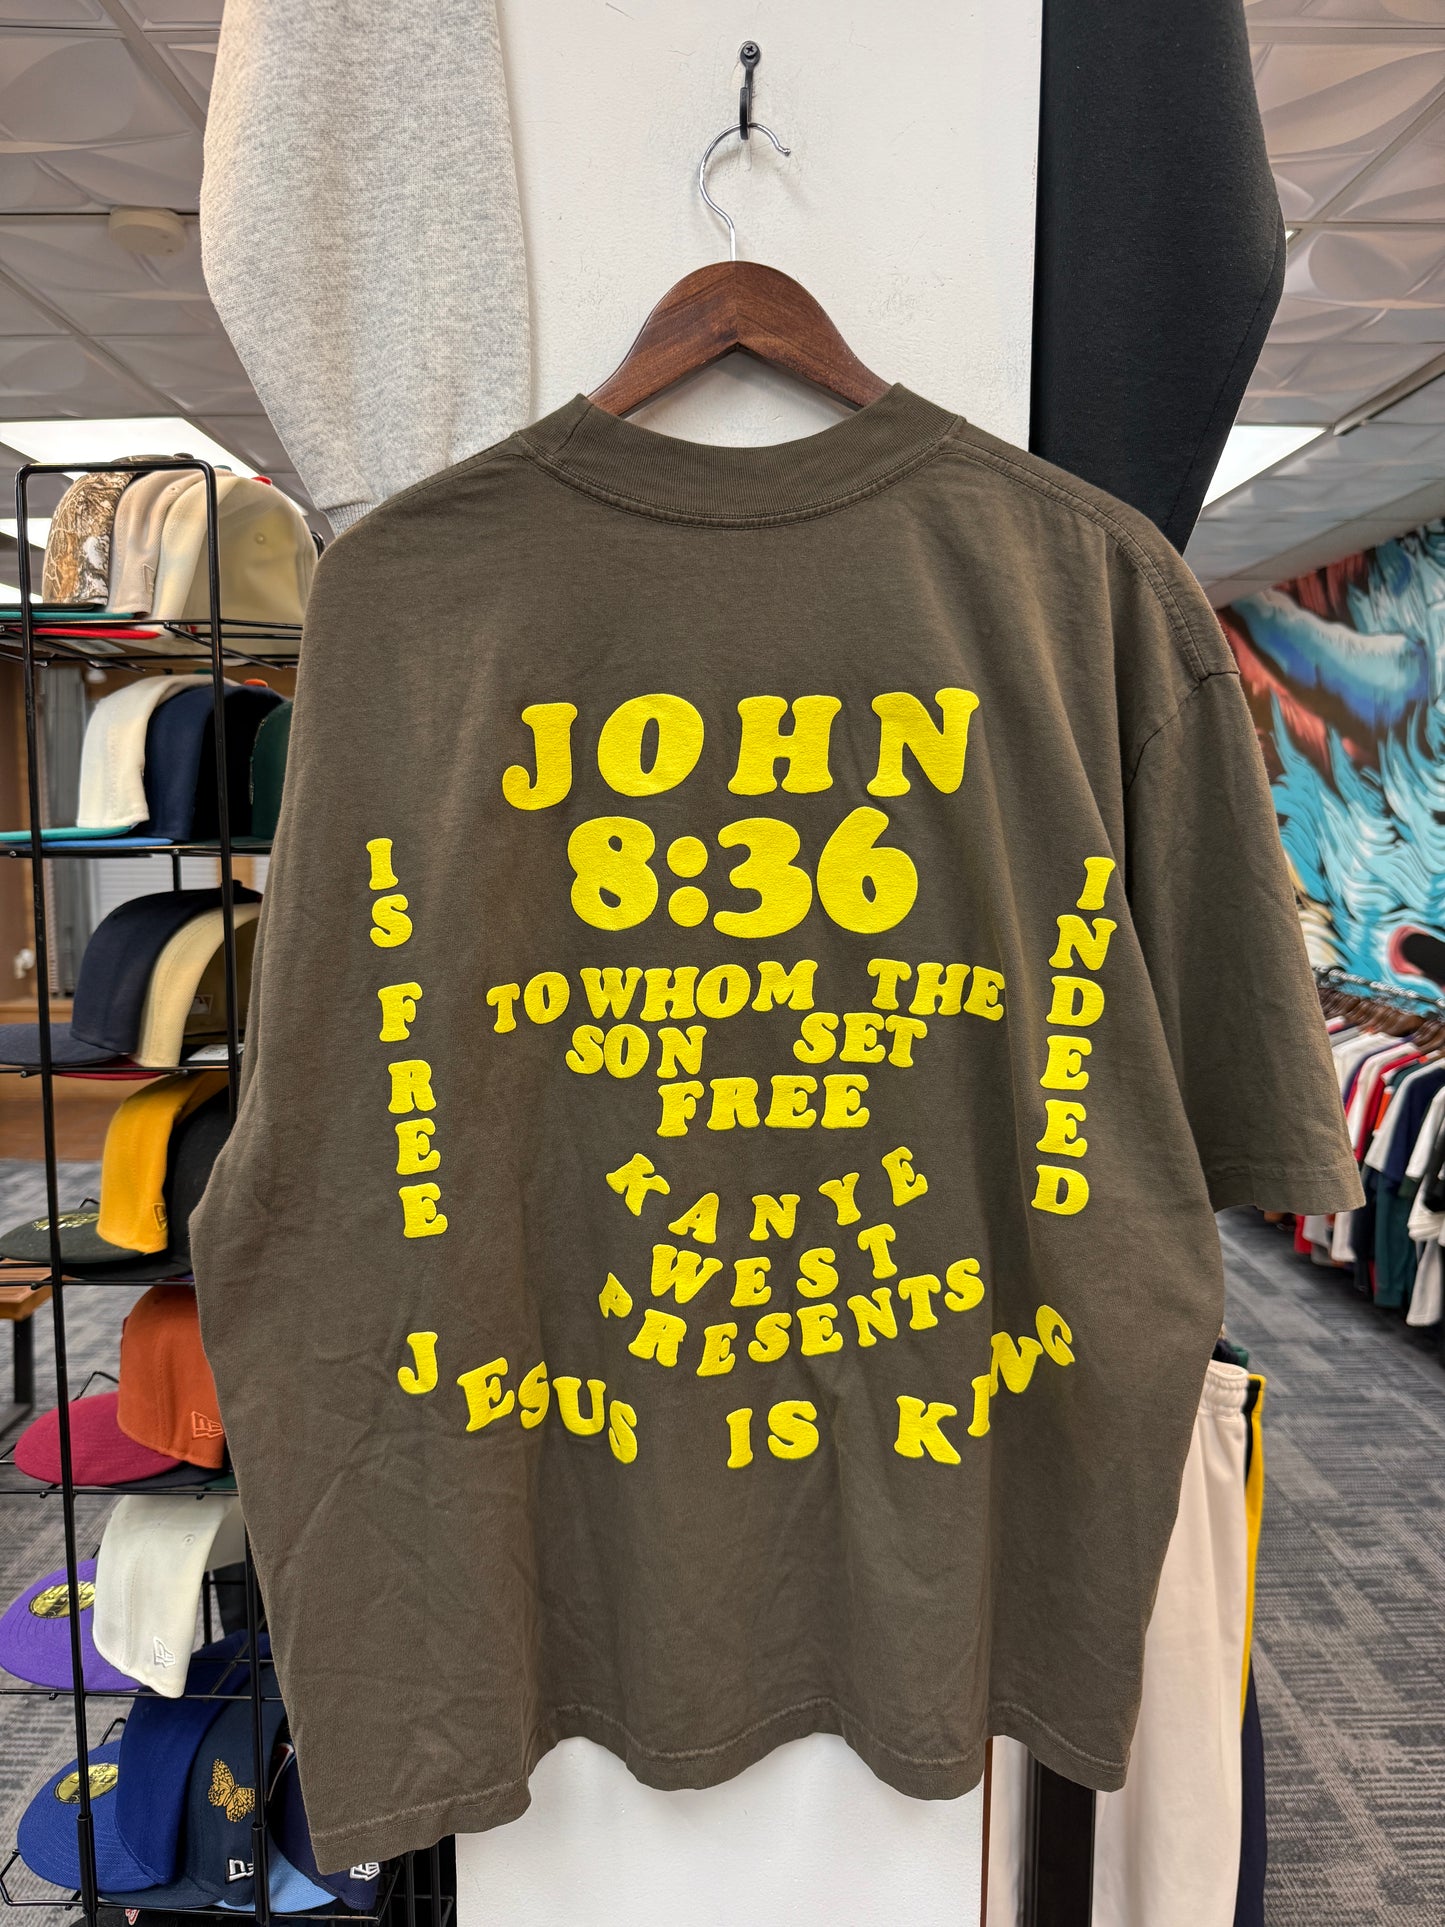 JOHN
8:36
TO WHOM THE
SON SET
FREE
IS FREE
INDEED
KANYE
WEST
PRESENTS
JESUS IS KING